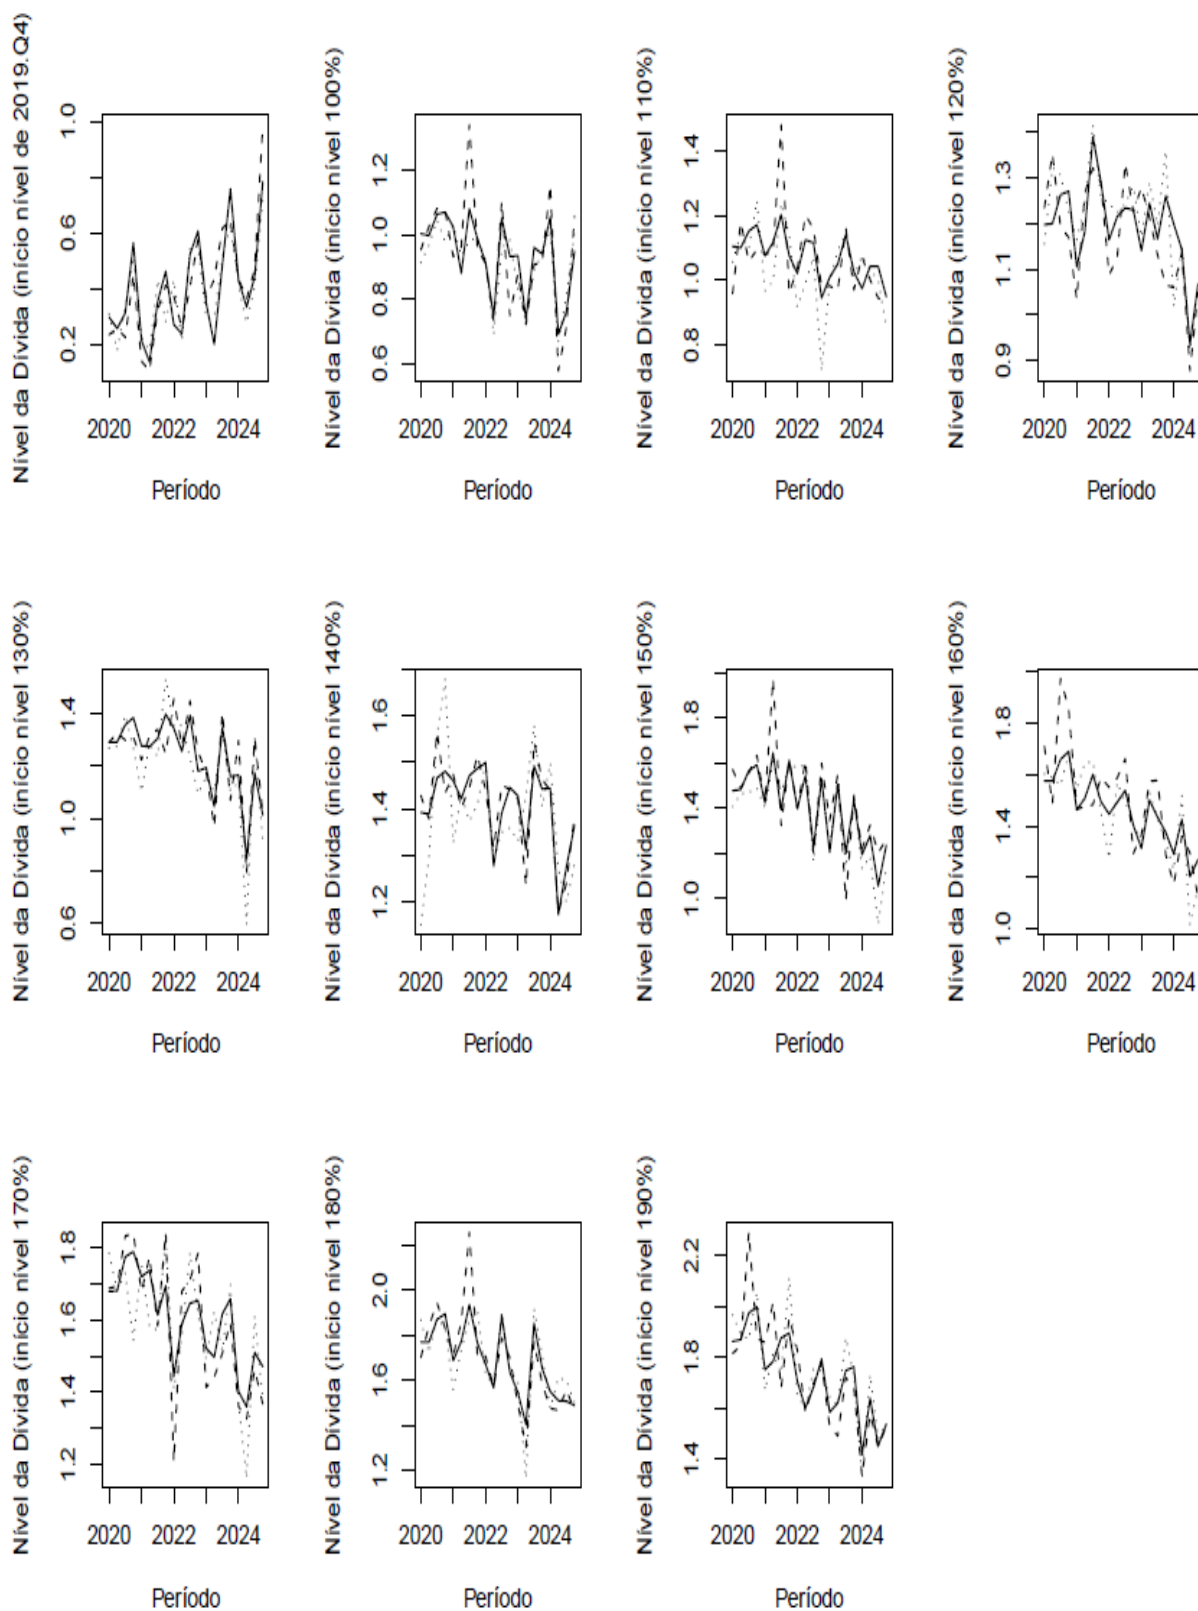 Nível da Dívida (início nível de 2019.Q4)
1.0
0.6
0.2
2020 2022 2024
Período
Nível da Dívida (início nível 100%)
1.2
1.0
0.8
0.6
2020 2022 2024
Período
Nível da Dívida (início nível 110%)
1.4
1.2
1.0
0.8
2020 2022 2024
Período
Nível da Dívida (início nível 120%)
1.3
1.1
0.9
2020 2022 2024
Período
Nível da Dívida (início nível 130%)
1.4
1.0
0.6
2020 2022 2024
Período
Nível da Dívida (início nível 140%)
1.6
1.4
1.2
2020 2022 2024
Período
Nível da Dívida (início nível 150%)
1.8
1.4
1.0
2020 2022 2024
Período
Nível da Dívida (início nível 160%)
1.8
1.4
1.0
2020 2022 2024
Período
Nível da Dívida (início nível 170%)
1.8
1.6
1.4
1.2
2020 2022 2024
Período
Nível da Dívida (início nível 180%)
2.0
1.6
1.2
2020 2022 2024
Período
Nível da Dívida (início nível 190%)
2.2
1.8
1.4
2020 2022 2024
Período